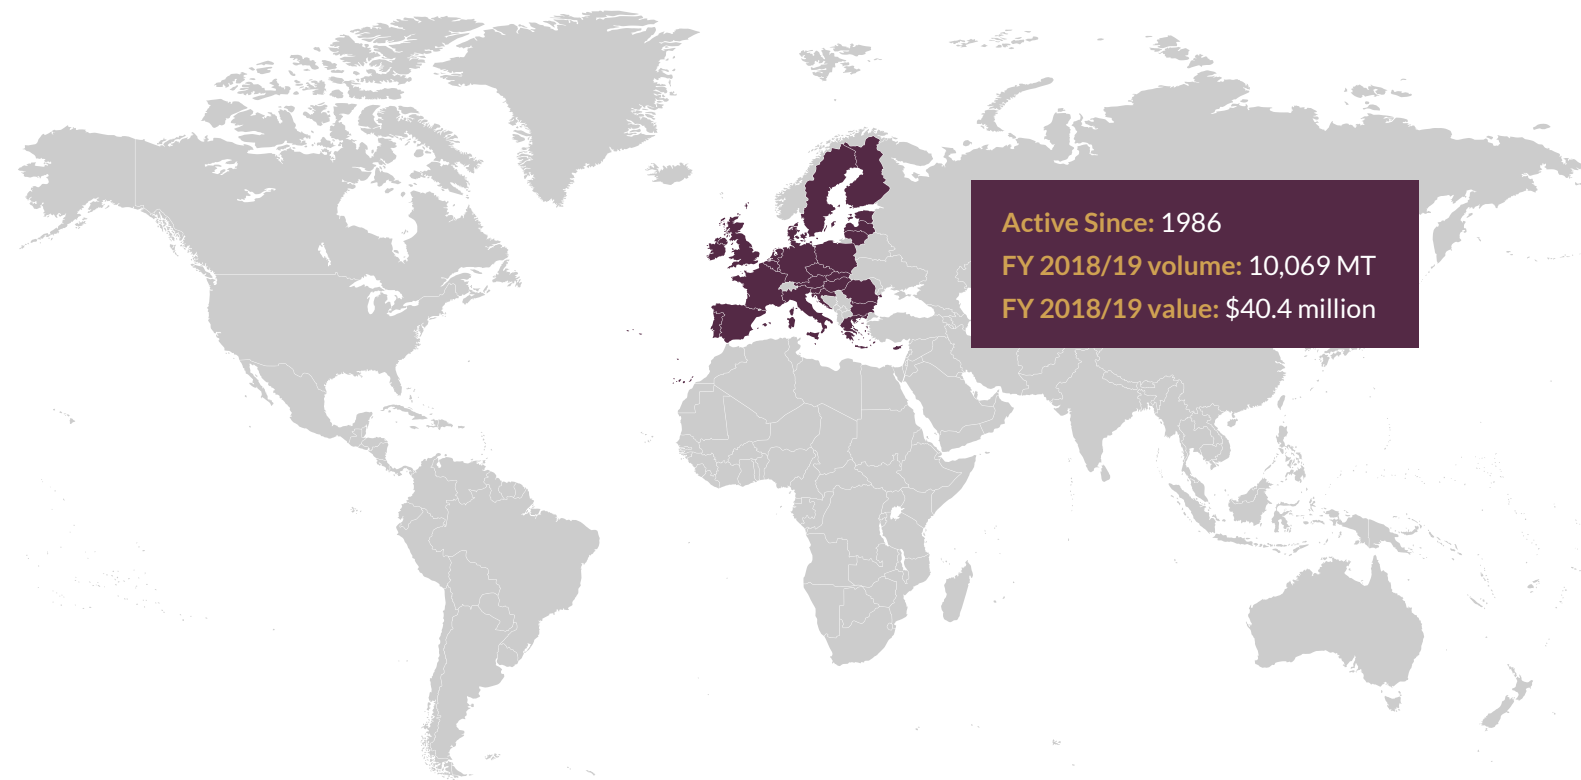 Active Since: 1986
FY 2018/19 volume: 10,069 MT
FY 2018/19 value: $40.4 million